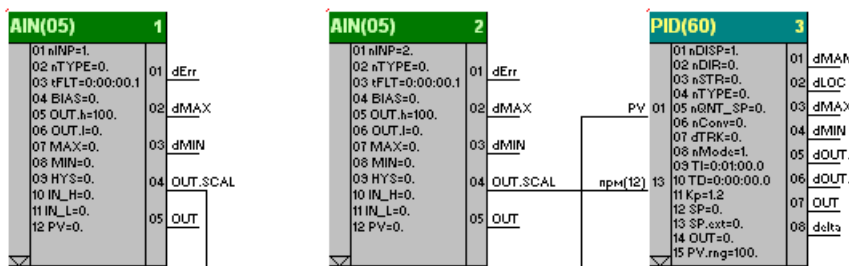 AIN(05) 1
01 nINP=1.
02 nTYPE=0.
03 tFLT=0:00:00.1
04 BIAS=0.
05 OUT.h=100.
06 OUT.l=0.
07 MAX=0.
08 MIN=0.
09 HYS=0.
10 IN_H=0.
11 IN_L=0.
12 PV=0.
01 dErr
02 dMAX
03 dMIN
04 OUT.SCAL
05 OUT
AIN(05) 2
01 nINP=2.
02 nTYPE=0.
03 tFLT=0:00:00.1
04 BIAS=0.
05 OUT.h=100.
06 OUT.l=0.
07 MAX=0.
08 MIN=0.
09 HYS=0.
10 IN_H=0.
11 IN_L=0.
12 PV=0.
01 dErr
02 dMAX
03 dMIN
04 OUT.SCAL
05 OUT
PID(60) 3
PV 01
прм(12) 13
01 nDISP=1.
02 nDIR=0.
03 nSTR=0.
04 nTYPE=0.
05 nQNT_SP=0.
06 nConv=0.
07 dTRK=0.
08 nMode=1.
09 TI=0:01:00.0
10 TD=0:00:00.0
11 Kp=1.2
12 SP=0.
13 SP.ext=0.
14 OUT=0.
15 PV.rng=100.
01 dMAN
02 dLOC
03 dMAX
04 dMIN
05 dOUT.
06 dOUT.
07 OUT
08 delta